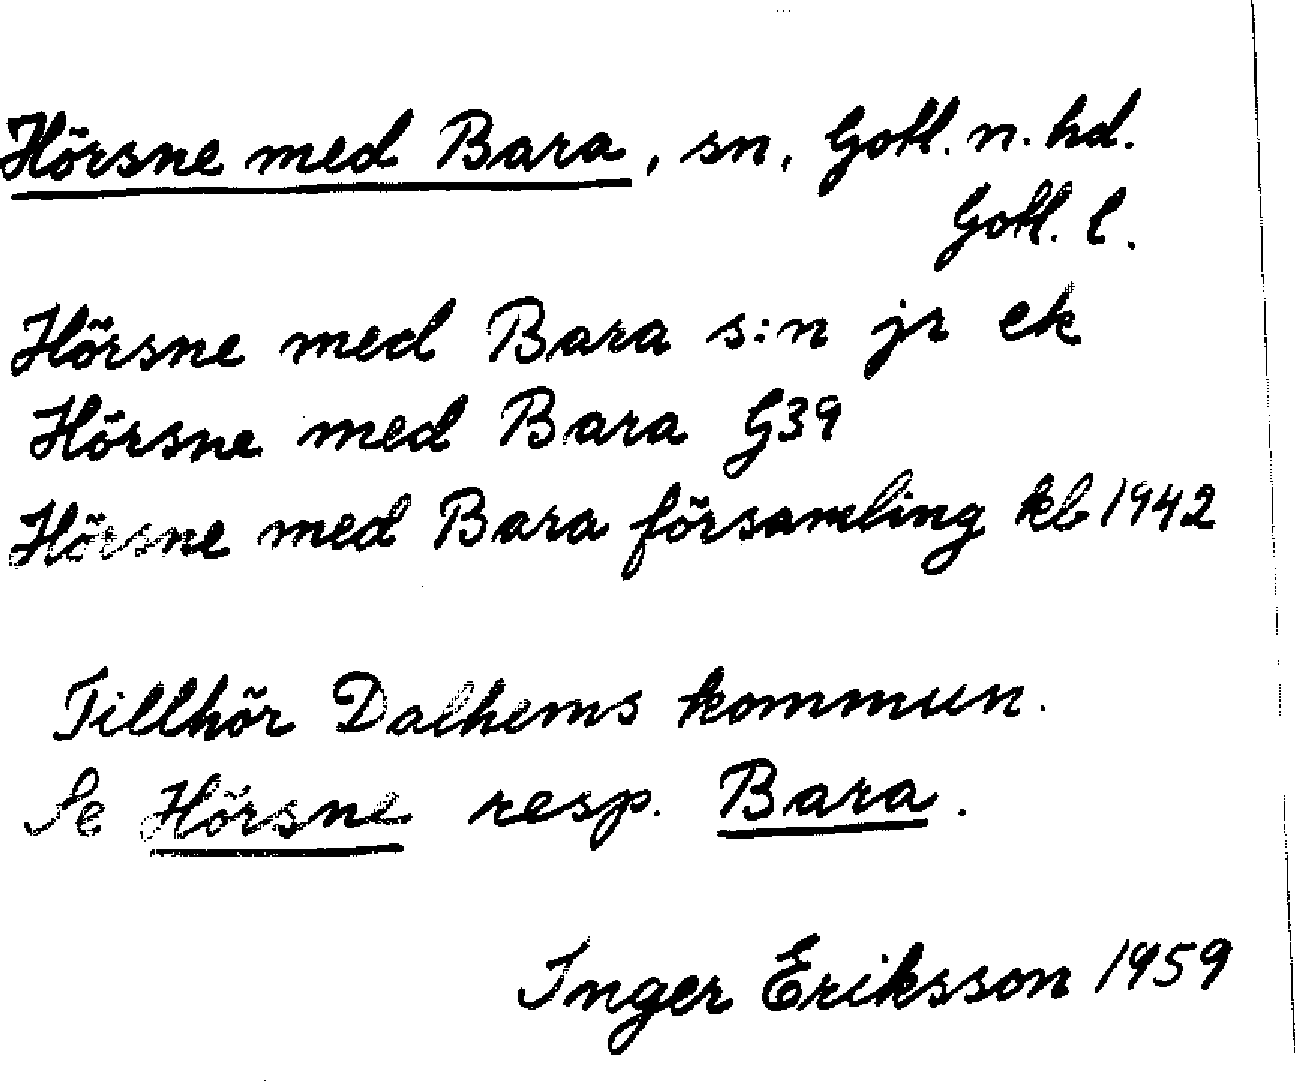 Hörsne med Bara, sn, Gotl. n. hd.
Gotl. l.
Hörsne med Bara s:n jr ek
Hörsne med Bara G39
Hörsne med Bara församling kb 1942
Tillhör Dalhems kommun.
Se Hörsne resp. Bara.
Inger Eriksson 1959